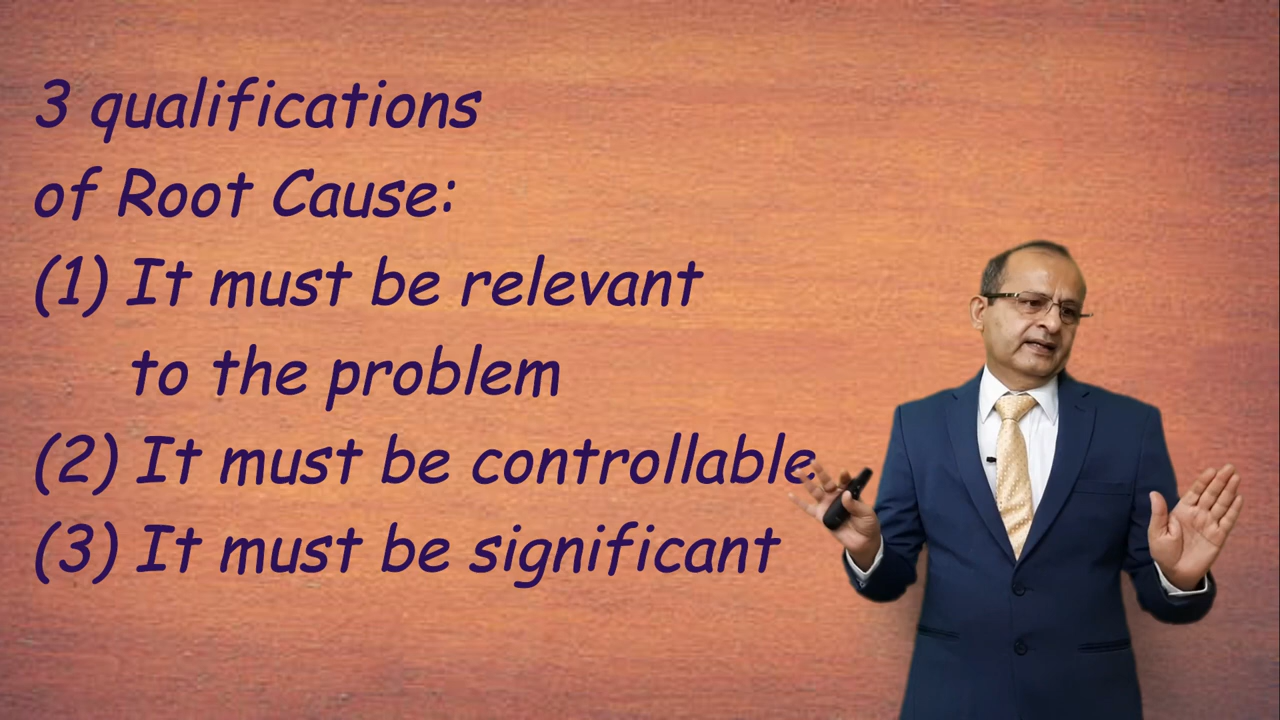 3 qualifications
of Root Cause:
(1) It must be relevant
to the problem
(2) It must be controllable
(3) It must be significant